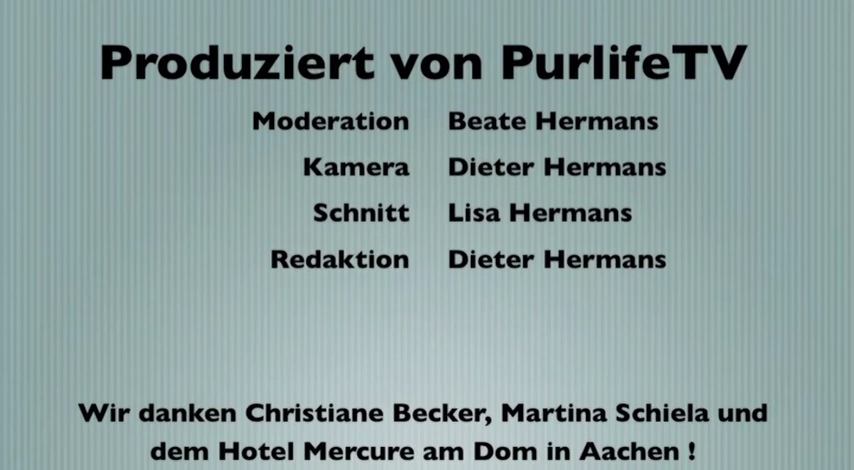 Produziert von PurlifeTV
Moderation Beate Hermans
Kamera Dieter Hermans
Schnitt Lisa Hermans
Redaktion Dieter Hermans
Wir danken Christiane Becker, Martina Schiela und
dem Hotel Mercure am Dom in Aachen !